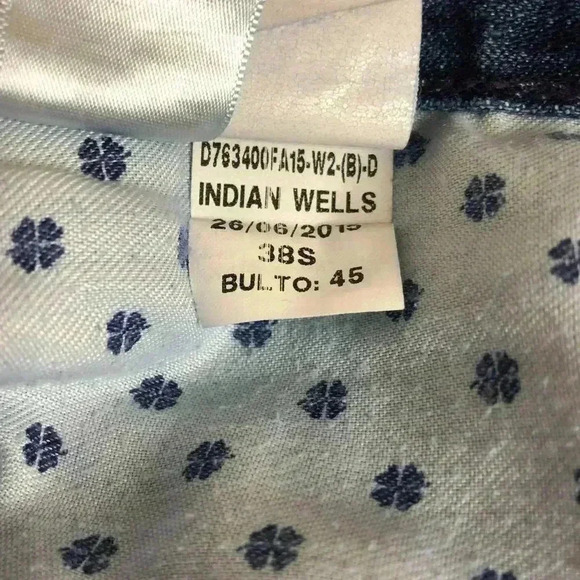 D763400FA15-W2-(B)-D
INDIAN WELLS
26/06/2015
38S
BULTO: 45